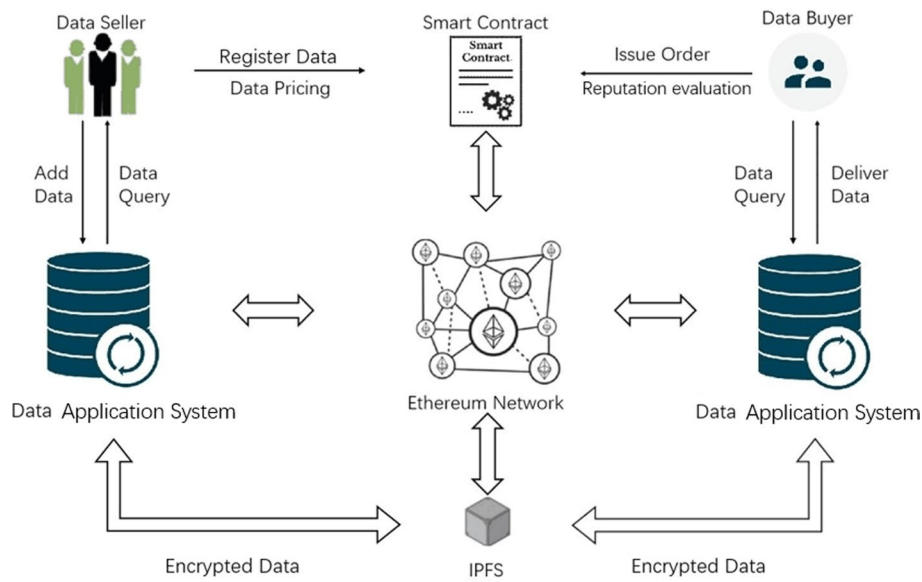 Data Seller
Smart Contract
Data Buyer
Smart
Contract
Register Data
Data Pricing
Issue Order
Reputation evaluation
Add
Data
Data
Query
Data
Query
Deliver
Data
Data Application System
Ethereum Network
Data Application System
Encrypted Data
IPFS
Encrypted Data